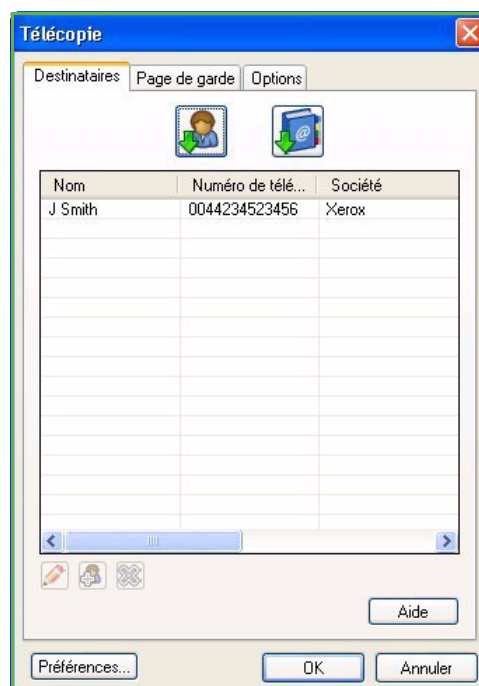 Télécopie
Destinataires Page de garde Options
Nom Numéro de télé... Société
J Smith 0044234523456 Xerox
Aide
Préférences... OK Annuler